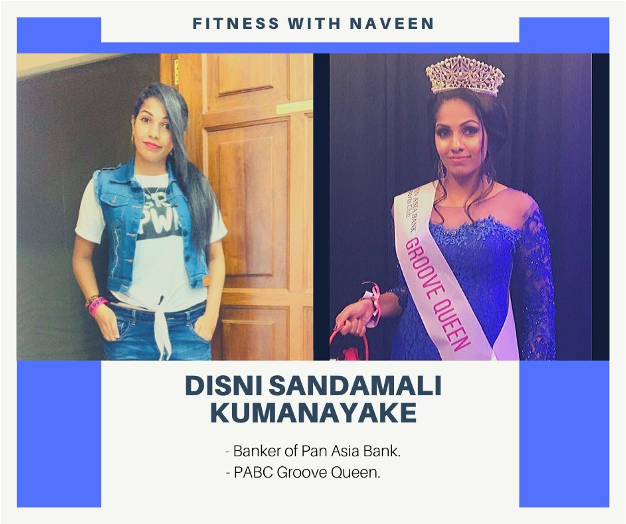 FITNESS WITH NAVEEN
GROOVE QUEEN
DISNI SANDAMALI
KUMANAYAKE
- Banker of Pan Asia Bank.
- PABC Groove Queen.